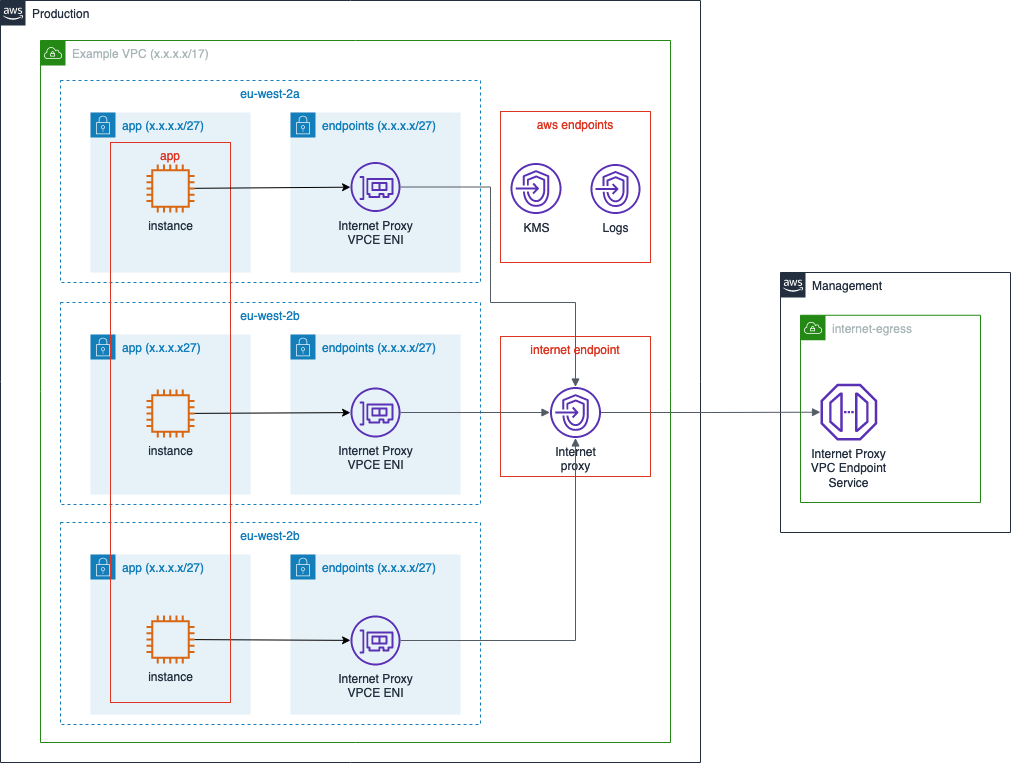 aws
Production
Example VPC (x.x.x.x/17)
eu-west-2a
app (x.x.x.x/27)
endpoints (x.x.x.x/27)
app
instance
Internet Proxy
VPCE ENI
aws endpoints
KMS
Logs
eu-west-2b
app (x.x.x.x27)
endpoints (x.x.x.x/27)
instance
Internet Proxy
VPCE ENI
internet endpoint
Internet
proxy
eu-west-2b
app (x.x.x.x/27)
endpoints (x.x.x.x/27)
instance
Internet Proxy
VPCE ENI
aws
Management
internet-egress
Internet Proxy
VPC Endpoint
Service